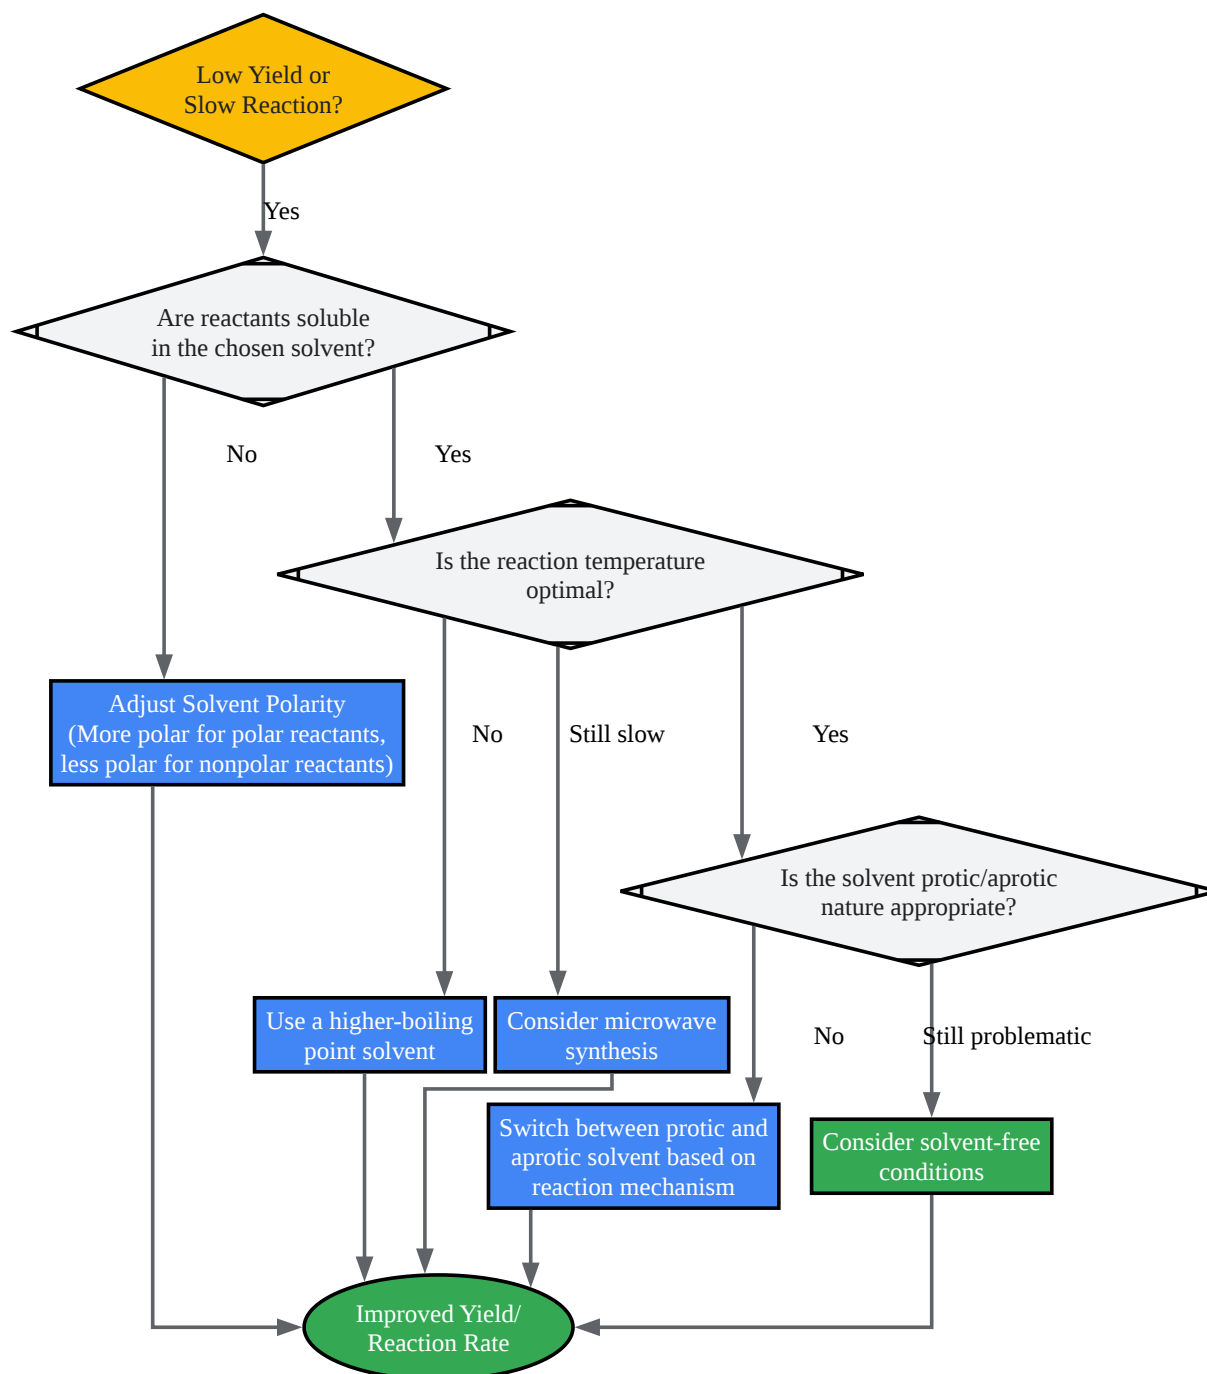 Low Yield or
Slow Reaction?
Yes
Are reactants soluble
in the chosen solvent?
No
Yes
Is the reaction temperature
optimal?
Adjust Solvent Polarity
(More polar for polar reactants,
less polar for nonpolar reactants)
No
Still slow
Yes
Is the solvent protic/aprotic
nature appropriate?
Use a higher-boiling
point solvent
Consider microwave
synthesis
No
Still problematic
Switch between protic and
aprotic solvent based on
reaction mechanism
Consider solvent-free
conditions
Improved Yield/
Reaction Rate